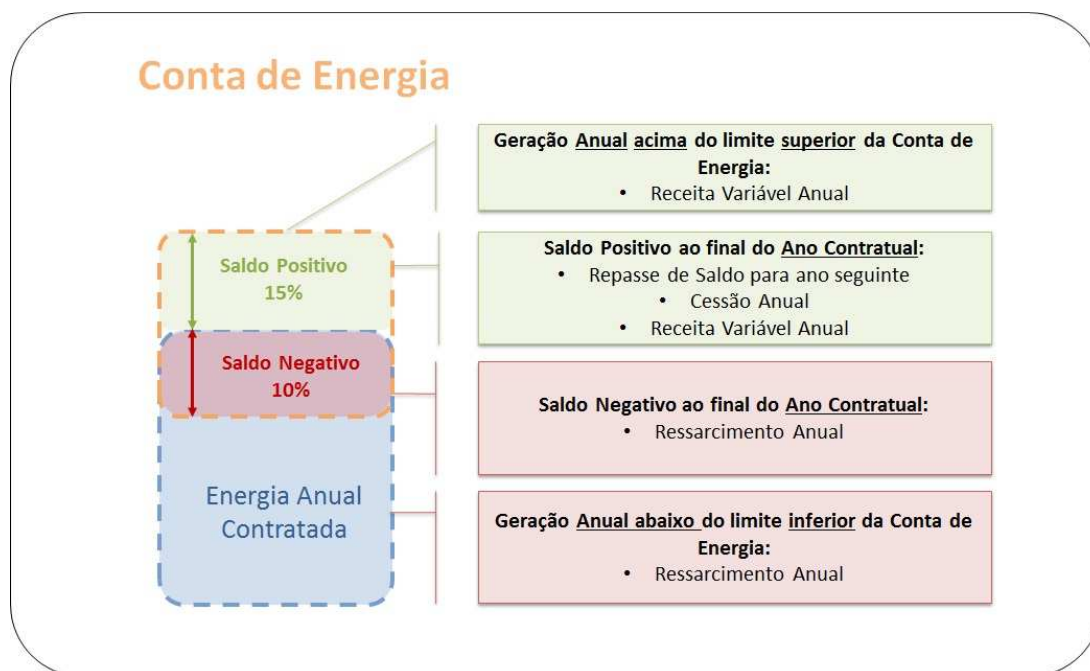 Conta de Energia
Geração Anual acima do limite superior da Conta de
Energia:
• Receita Variável Anual
Saldo Positivo
15%
Saldo Positivo ao final do Ano Contratual:
• Repasse de Saldo para ano seguinte
• Cessão Anual
• Receita Variável Anual
Saldo Negativo
10%
Saldo Negativo ao final do Ano Contratual:
• Ressarcimento Anual
Energia Anual
Contratada
Geração Anual abaixo do limite inferior da Conta de
Energia:
• Ressarcimento Anual